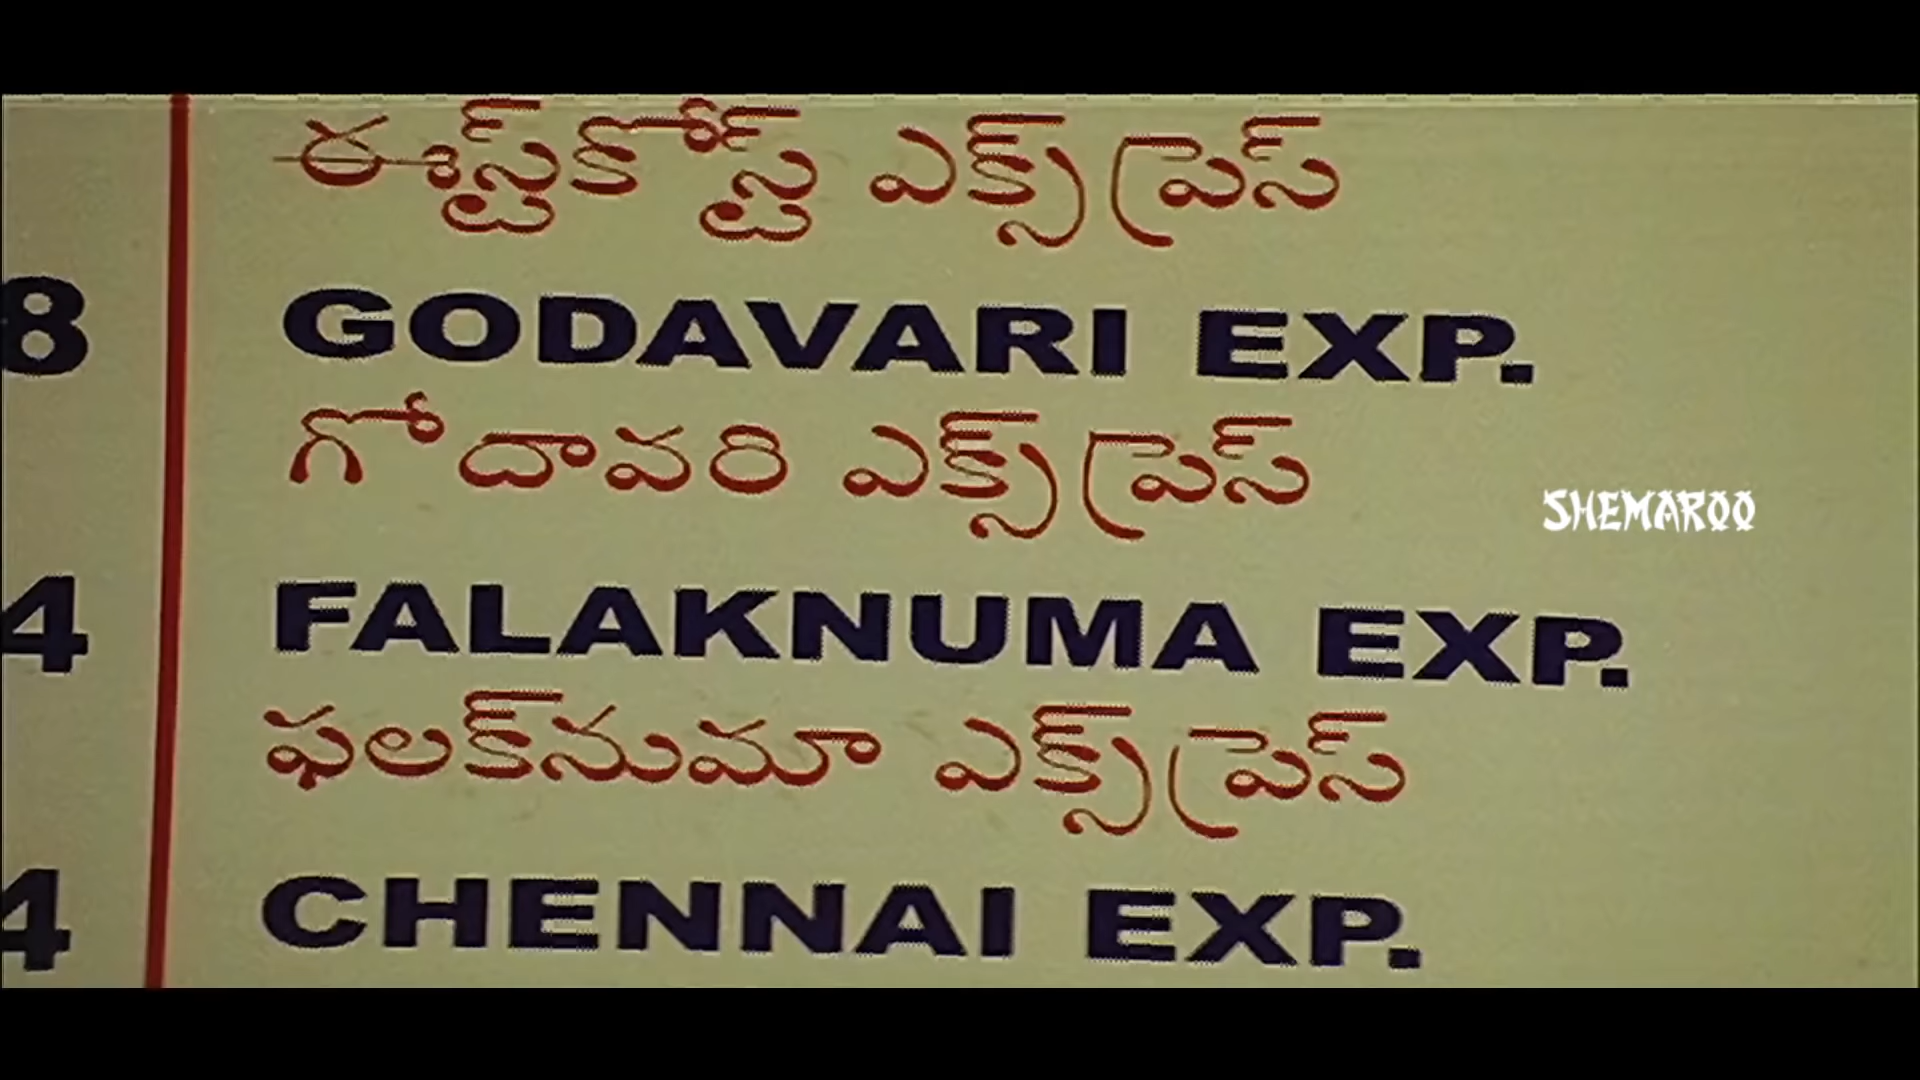 ఈస్ట్‌కోస్ట్ ఎక్స్‌ప్రెస్
8 GODAVARI EXP.
గోదావరి ఎక్స్‌ప్రెస్
SHEMAROO
4 FALAKNUMA EXP.
ఫలక్‌నుమా ఎక్స్‌ప్రెస్
4 CHENNAI EXP.